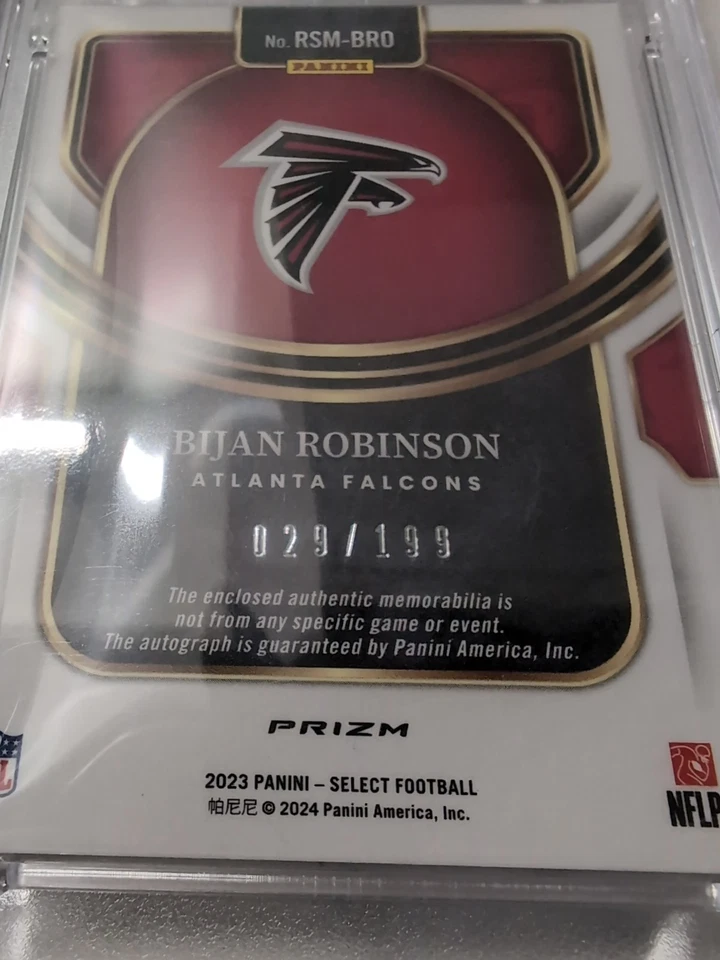 No. RSM-BRO
PANINI
BIJAN ROBINSON
ATLANTA FALCONS
029/199
The enclosed authentic memorabilia is
not from any specific game or event.
The autograph is guaranteed by Panini America, Inc.
PRIZM
2023 PANINI – SELECT FOOTBALL
帕尼尼 © 2024 Panini America, Inc.
L
NFLP